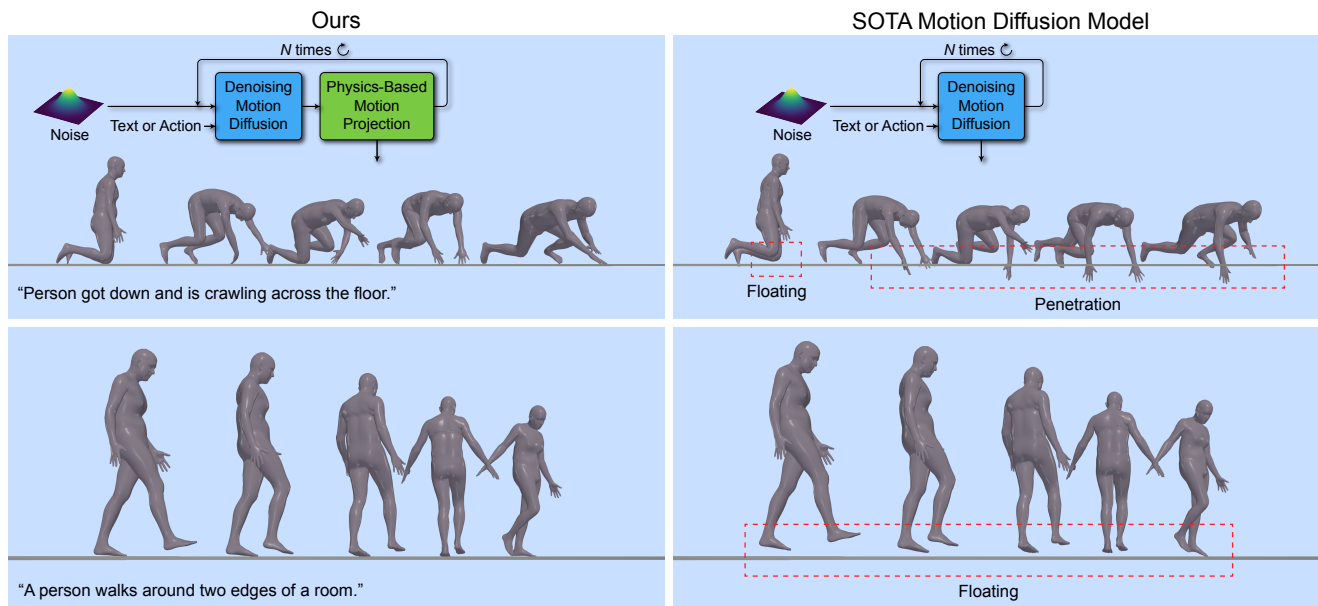 Ours
N times
Denoising
Motion
Diffusion
Physics-Based
Motion
Projection
Noise
Text or Action
“Person got down and is crawling across the floor.”
SOTA Motion Diffusion Model
N times
Denoising
Motion
Diffusion
Noise
Text or Action
Floating
Penetration
“A person walks around two edges of a room.”
Floating